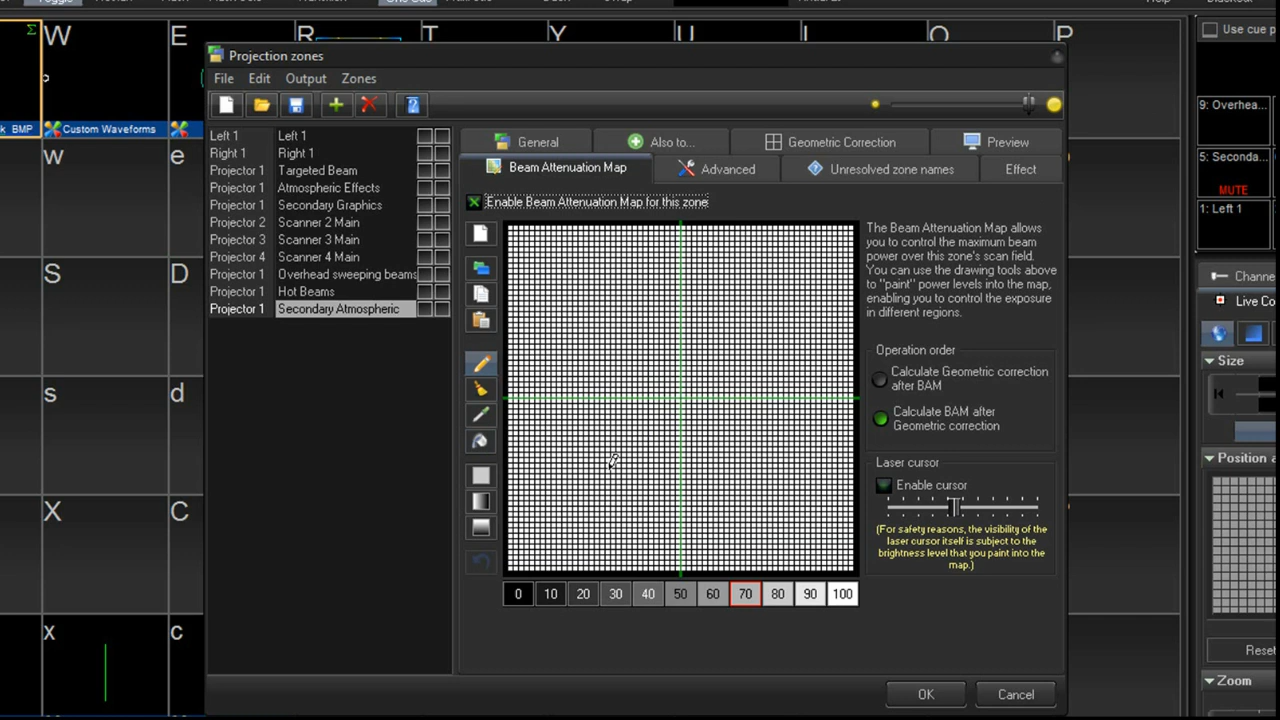 Help
Σ
W
E
R
T
Y
U
I
O
P
Use cue p
BMP
Custom Waveforms
w
e
S
D
s
d
X
C
x
c
Projection zones
File Edit Output Zones
Left 1 Left 1
Right 1 Right 1
Projector 1 Targeted Beam
Projector 1 Atmospheric Effects
Projector 1 Secondary Graphics
Projector 2 Scanner 2 Main
Projector 3 Scanner 3 Main
Projector 4 Scanner 4 Main
Projector 1 Overhead sweeping beams
Projector 1 Hot Beams
Projector 1 Secondary Atmospheric
General Also to... Geometric Correction Preview
Beam Attenuation Map Advanced Unresolved zone names Effect
Enable Beam Attenuation Map for this zone
The Beam Attenuation Map allows
you to control the maximum beam
power over this zone's scan field.
You can use the drawing tools above
to "paint" power levels into the map,
enabling you to control the exposure
in different regions.
Operation order
Calculate Geometric correction
after BAM
Calculate BAM after
Geometric correction
Laser cursor
Enable cursor
(For safety reasons, the visibility of the
laser cursor itself is subject to the
brightness level that you paint into the
map.)
0 10 20 30 40 50 60 70 80 90 100
OK Cancel
9: Overhea...
5: Seconda...
MUTE
1: Left 1
Channe
Live Co
Size
Position a
Reset
Zoom